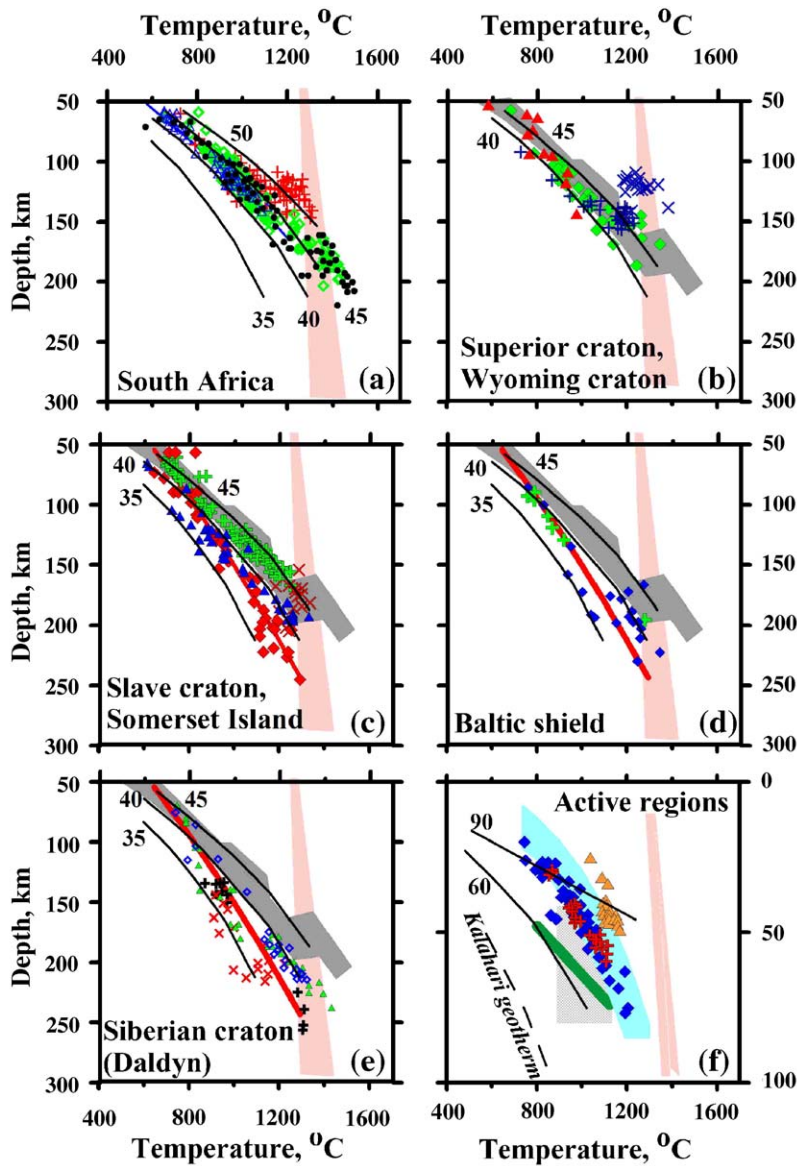 Temperature, °C
Temperature, °C
400 800 1200 1600
400 800 1200 1600
50
100
150
200
250
300
Depth, km
50
35
40
45
South Africa
(a)
50
100
150
200
250
300
40
45
Superior craton,
Wyoming craton
(b)
50
100
150
200
250
300
Depth, km
40
35
45
Slave craton,
Somerset Island
(c)
50
100
150
200
250
300
40
35
45
Baltic shield
(d)
50
100
150
200
250
300
Depth, km
40
35
45
Siberian craton
(Daldyn)
(e)
0
50
100
Active regions
90
60
Kalahari geotherm
(f)
400 800 1200 1600
400 800 1200 1600
Temperature, °C
Temperature, °C